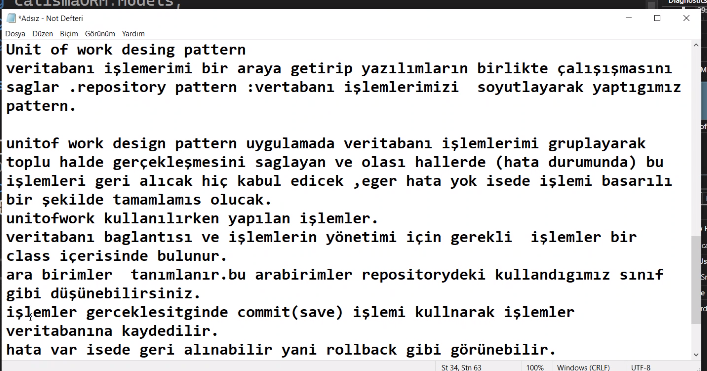 *Adsız - Not Defteri
Dosya Düzen Biçim Görünüm Yardım
Unit of work desing pattern
veritabanı işlemerimi bir araya getirip yazılımların birlikte çalışışmasını
saglar .repository pattern :vertabanı işlemlerimizi soyutlayarak yaptıgımız
pattern.
unitof work design pattern uygulamada veritabanı işlemlerimi gruplayarak
toplu halde gerçekleşmesini saglayan ve olası hallerde (hata durumunda) bu
işlemleri geri alıcak hiç kabul edicek ,eger hata yok isede işlemi basarılı
bir şekilde tamamlamıs olucak.
unitofwork kullanılırken yapılan işlemler.
veritabanı baglantısı ve işlemlerin yönetimi için gerekli işlemler bir
class içerisinde bulunur.
ara birimler tanımlanır.bu arabirimler repositorydeki kullandıgımız sınıf
gibi düşünebilirsiniz.
işlemler gerceklesitginde commit(save) işlemi kullnarak işlemler
veritabanına kaydedilir.
hata var isede geri alınabilir yani rollback gibi görünebilir.
St 34, Stn 63 100% Windows (CRLF) UTF-8